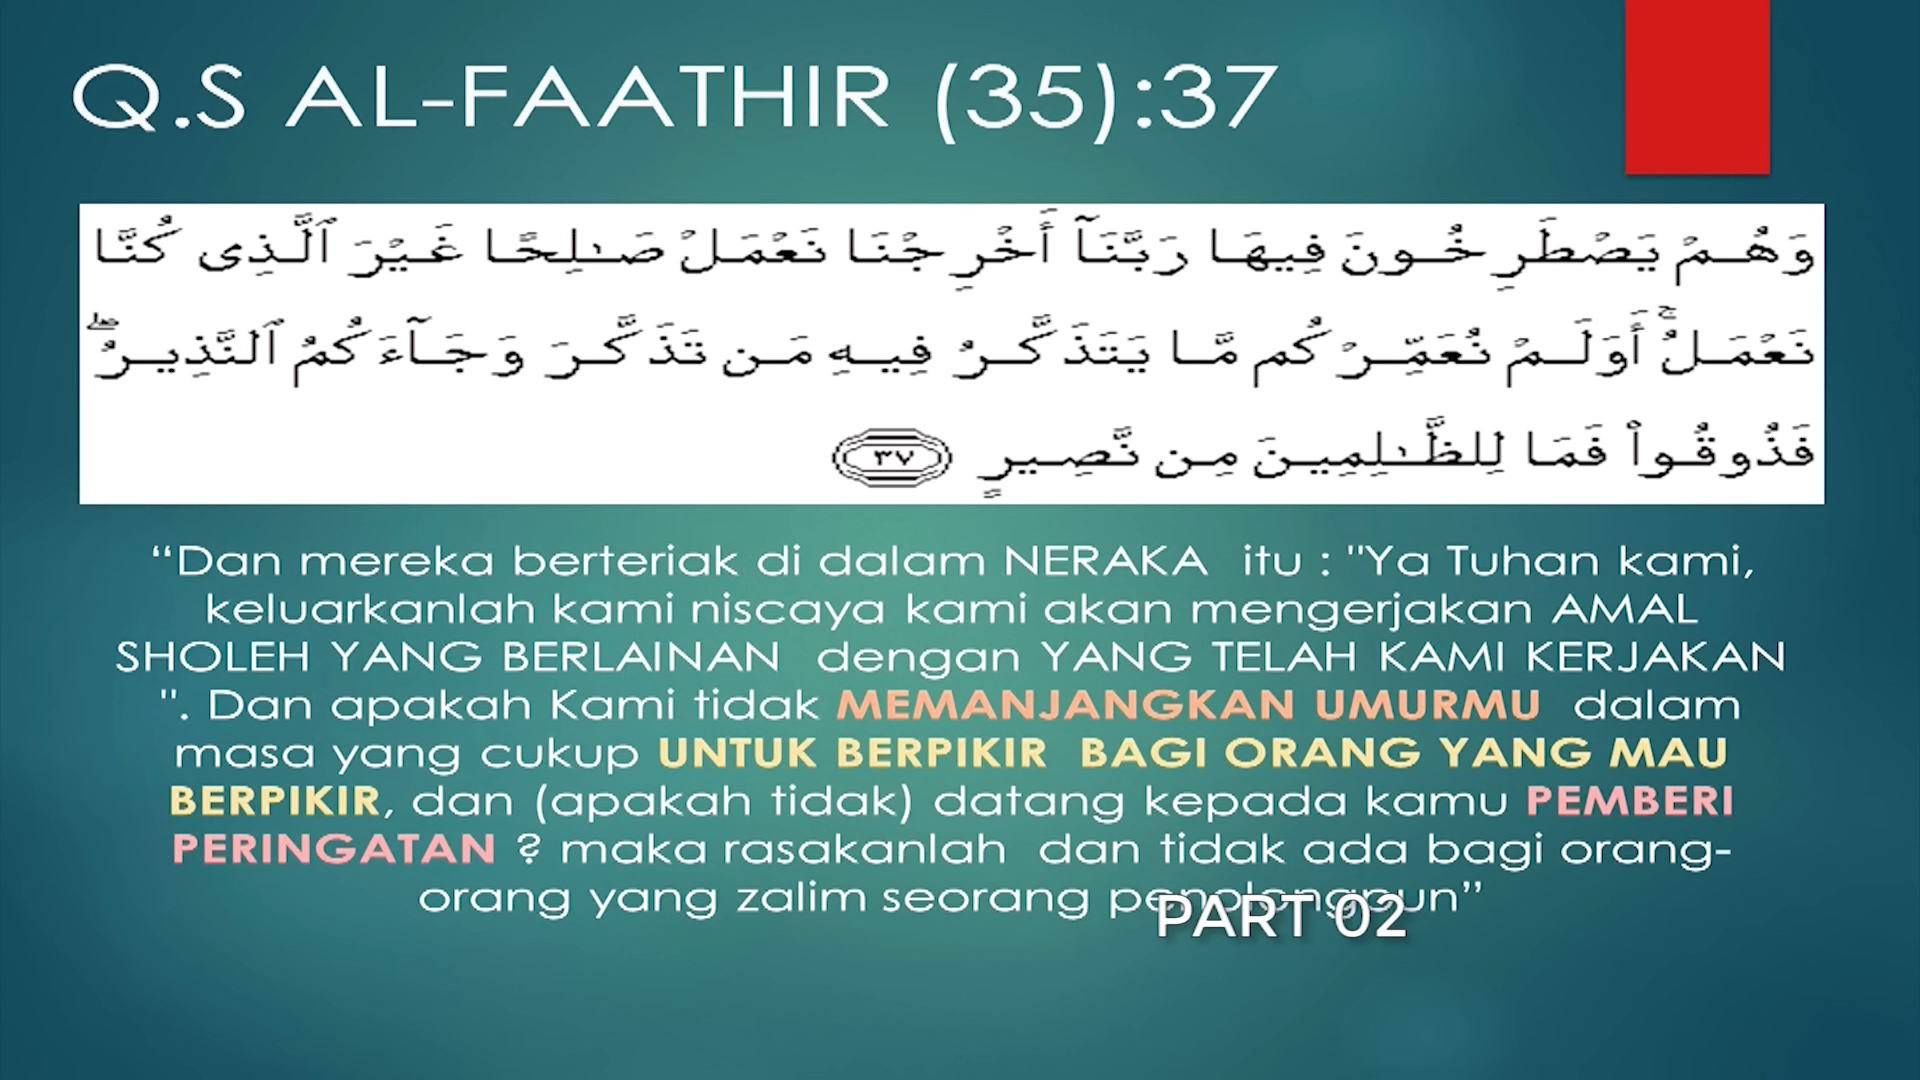 Q.S AL-FAATHIR (35):37
وَهُمْ يَصْطَرِخُونَ فِيهَا رَبَّنَآ أَخْرِجْنَا نَعْمَلْ صَـٰلِحًا غَيْرَ ٱلَّذِى كُنَّا
نَعْمَلُ ۚ أَوَلَمْ نُعَمِّرْكُم مَّا يَتَذَكَّرُ فِيهِ مَن تَذَكَّرَ وَجَآءَكُمُ ٱلنَّذِيرُ ۖ
فَذُوقُوا۟ فَمَا لِلظَّـٰلِمِينَ مِن نَّصِيرٍ ٣٧
“Dan mereka berteriak di dalam NERAKA itu : "Ya Tuhan kami,
keluarkanlah kami niscaya kami akan mengerjakan AMAL
SHOLEH YANG BERLAINAN dengan YANG TELAH KAMI KERJAKAN
". Dan apakah Kami tidak MEMANJANGKAN UMURMU dalam
masa yang cukup UNTUK BERPIKIR BAGI ORANG YANG MAU
BERPIKIR, dan (apakah tidak) datang kepada kamu PEMBERI
PERINGATAN ? maka rasakanlah dan tidak ada bagi orang-
orang yang zalim seorang penolongpun”
PART 02